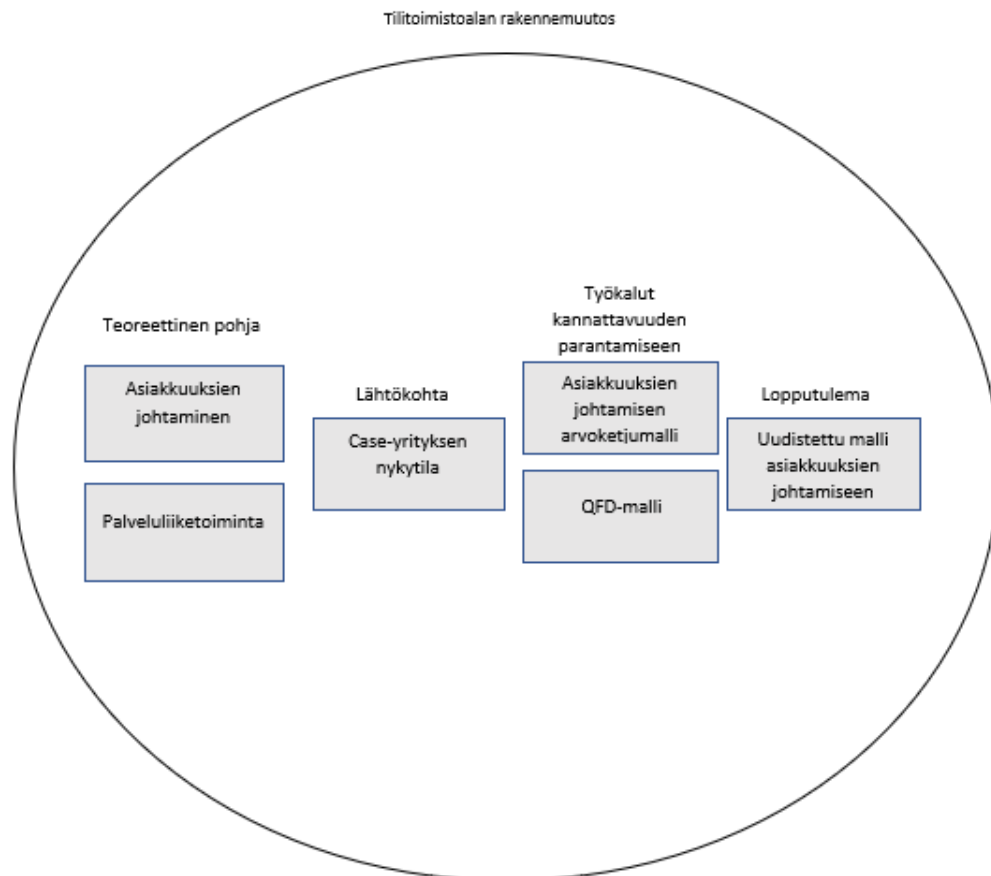 Tilitoimistoalan rakennemuutos
Teoreettinen pohja
Asiakkuuksien
johtaminen
Palveluliiketoiminta
Lähtökohta
Case-yrityksen
nykytila
Työkalut
kannattavuuden
parantamiseen
Asiakkuuksien
johtamisen
arvoketjumalli
QFD-malli
Lopputulema
Uudistettu malli
asiakkuuksien
johtamiseen